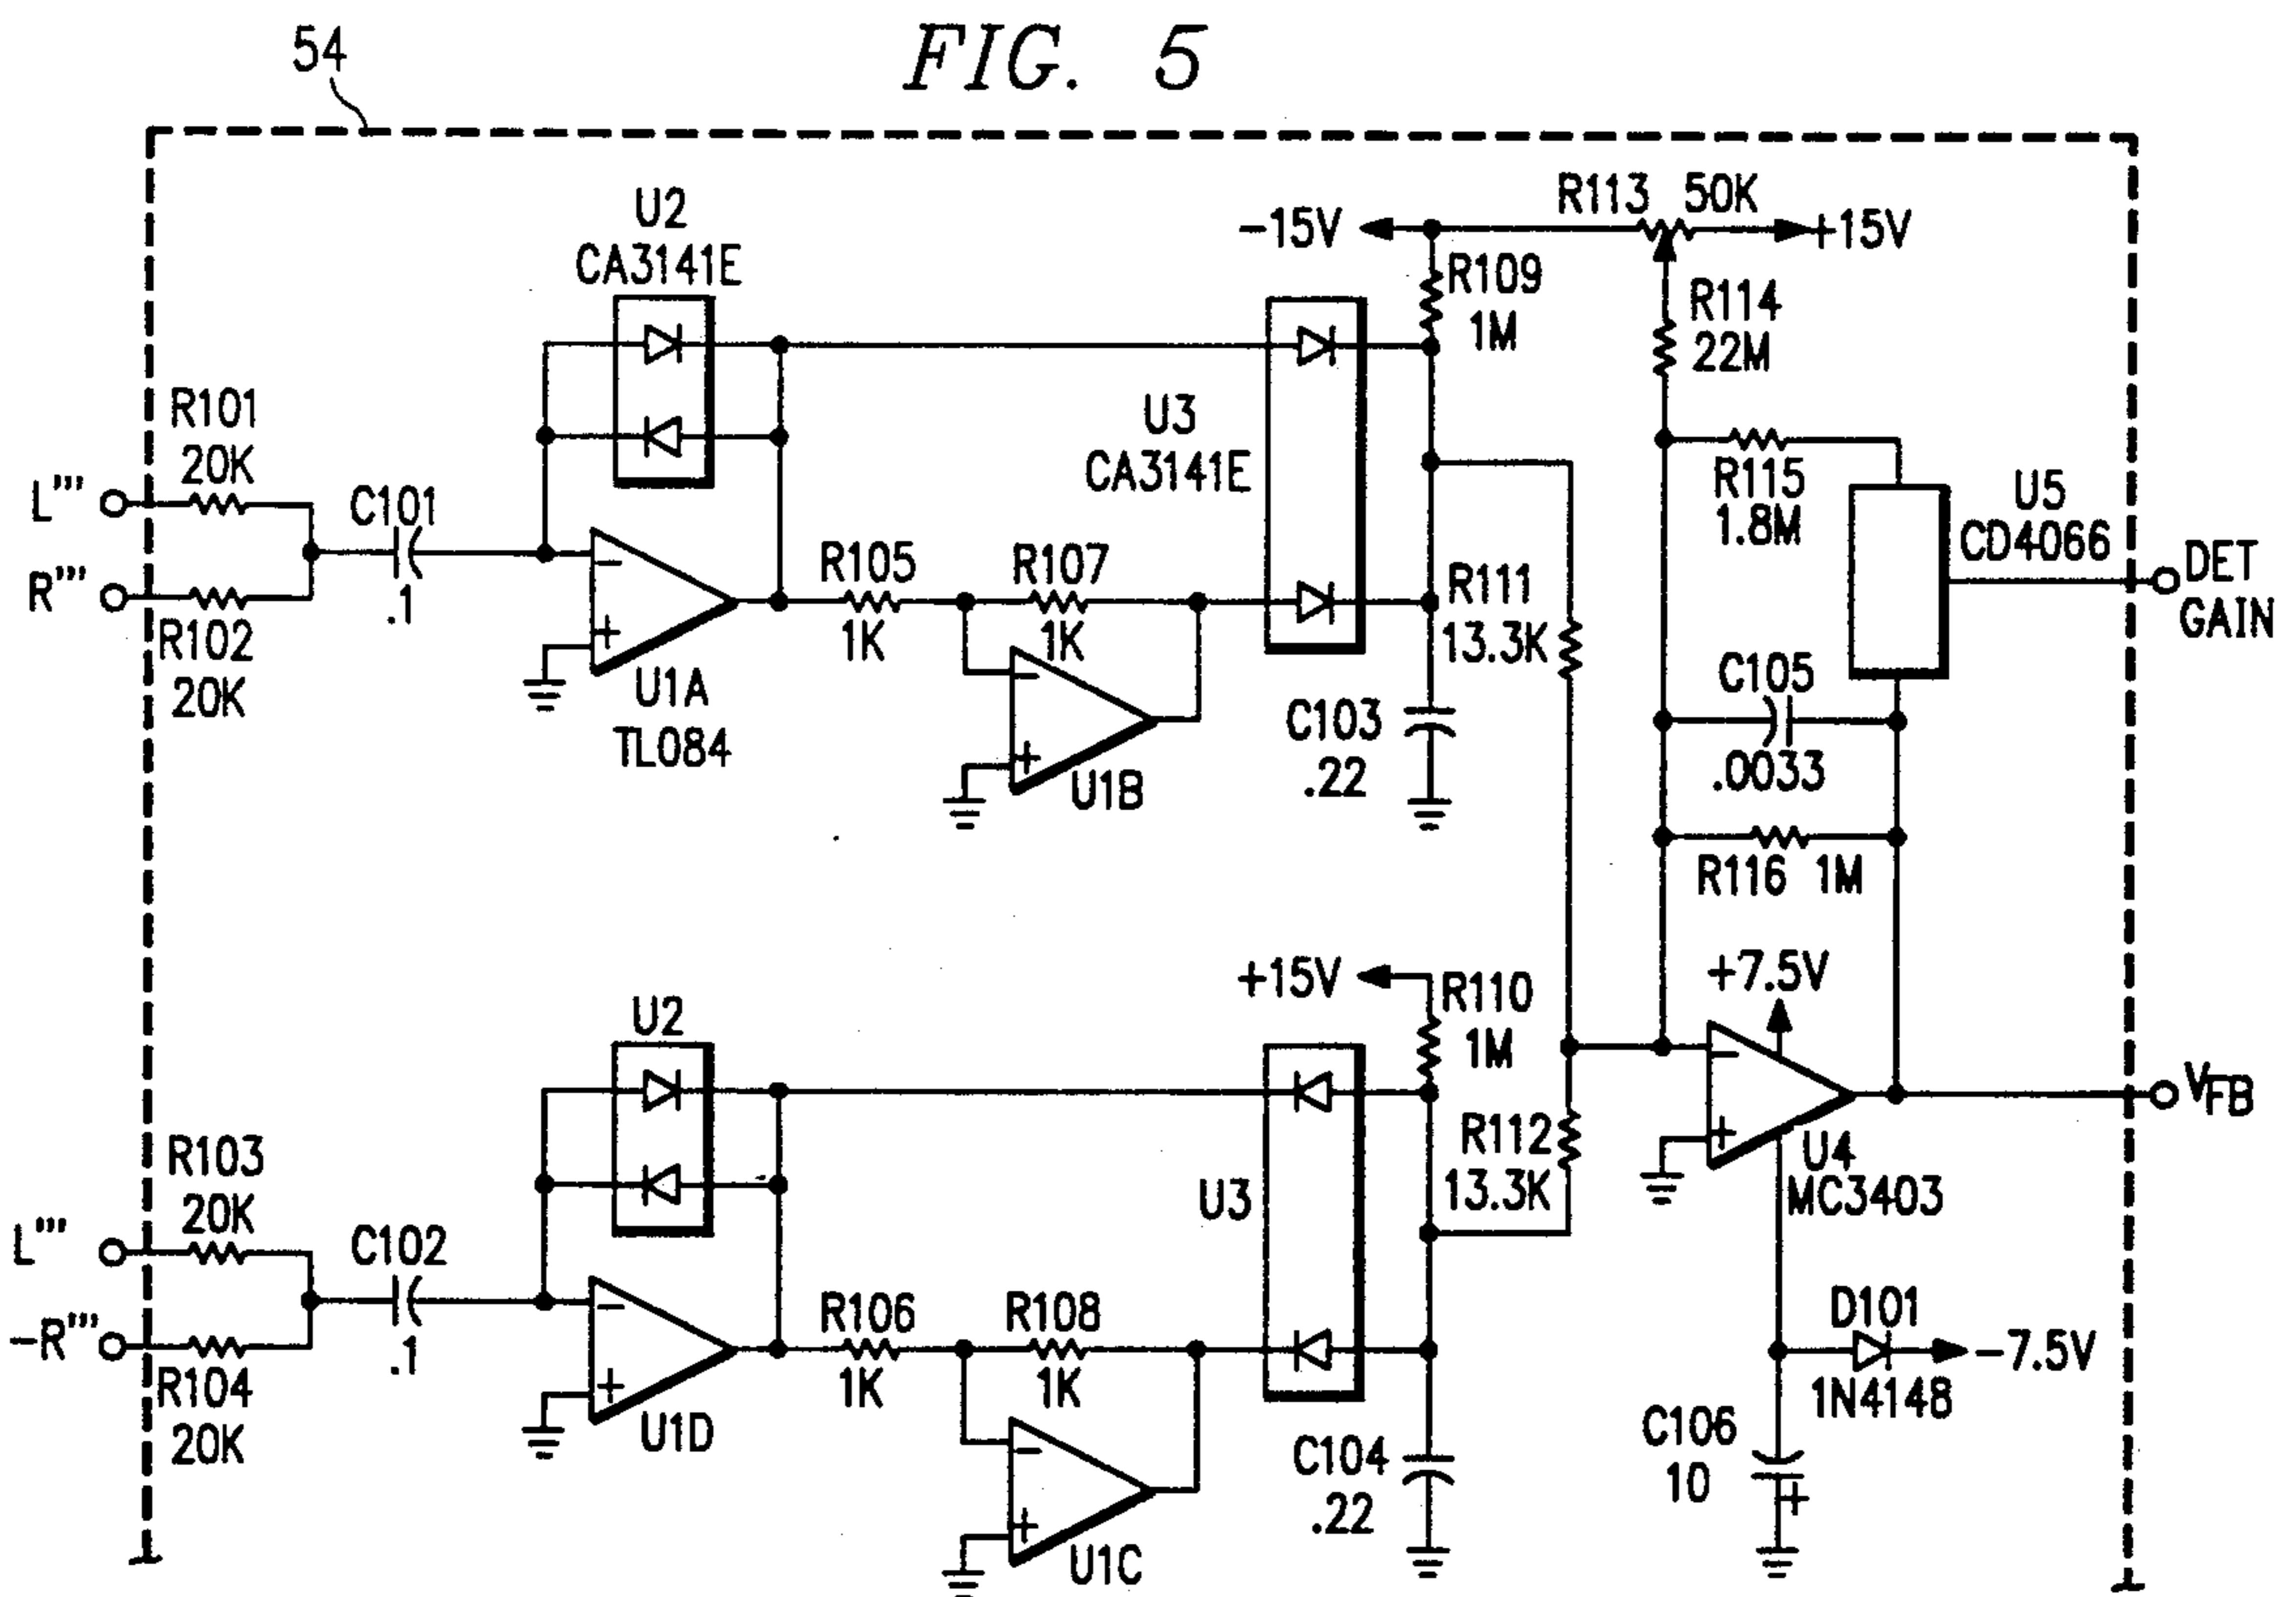 FIG. 5
54
U2
CA3141E
-15V
R113 50K
+15V
R109
1M
R114
22M
R101
20K
U3
CA3141E
R115
1.8M
U5
CD4066
L'''
C101
.1
R'''
R102
20K
R105
1K
R107
1K
R111
13.3K
DET
GAIN
U1A
TL084
U1B
C103
.22
C105
.0033
R116 1M
+15V
R110
1M
+7.5V
U2
R103
20K
U3
R112
13.3K
U4
MC3403
VFB
L'''
C102
.1
-R'''
R104
20K
R106
1K
R108
1K
U1D
U1C
C104
.22
D101
1N4148
-7.5V
C106
10
+